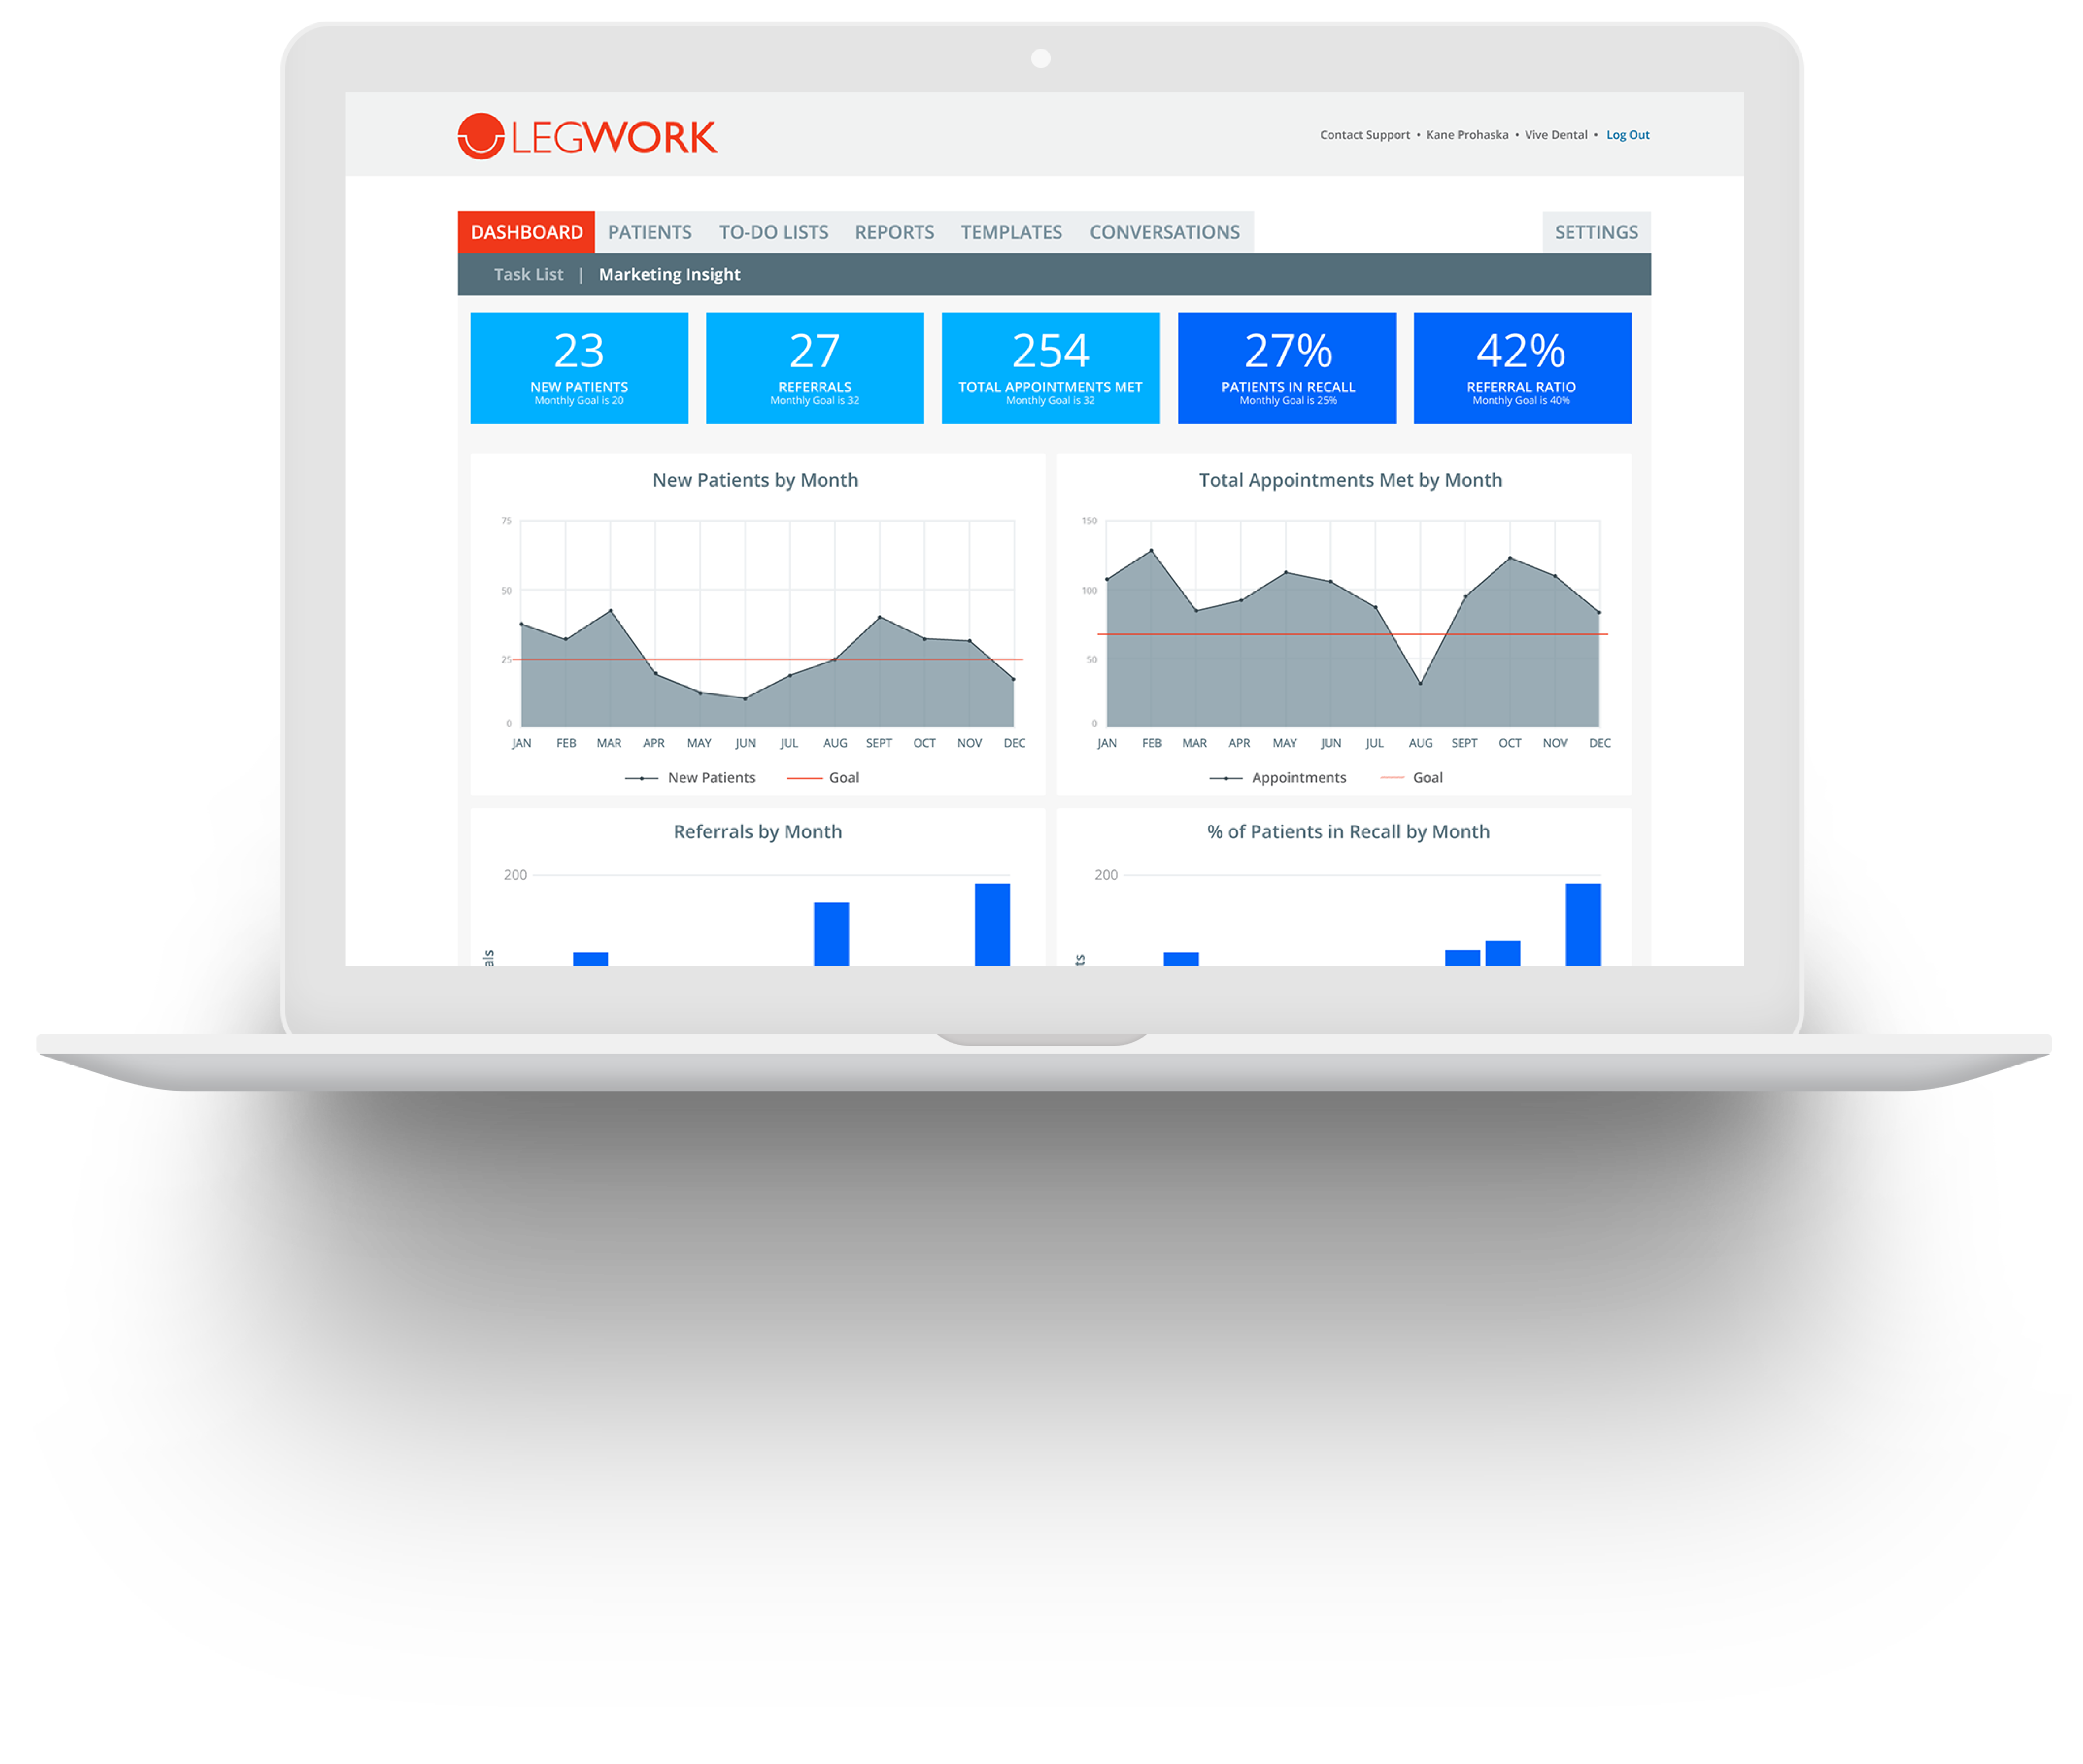 LEGWORK
Contact Support • Kane Prohaska • Vive Dental • Log Out
DASHBOARD PATIENTS TO-DO LISTS REPORTS TEMPLATES CONVERSATIONS SETTINGS
Task List | Marketing Insight
23
NEW PATIENTS
Monthly Goal is 20
27
REFERRALS
Monthly Goal is 32
254
TOTAL APPOINTMENTS MET
Monthly Goal is 32
27%
PATIENTS IN RECALL
Monthly Goal is 25%
42%
REFERRAL RATIO
Monthly Goal is 40%
New Patients by Month
75
50
25
0
JAN FEB MAR APR MAY JUN JUL AUG SEPT OCT NOV DEC
New Patients Goal
Total Appointments Met by Month
150
100
50
0
JAN FEB MAR APR MAY JUN JUL AUG SEPT OCT NOV DEC
Appointments Goal
Referrals by Month
200
% of Patients in Recall by Month
200